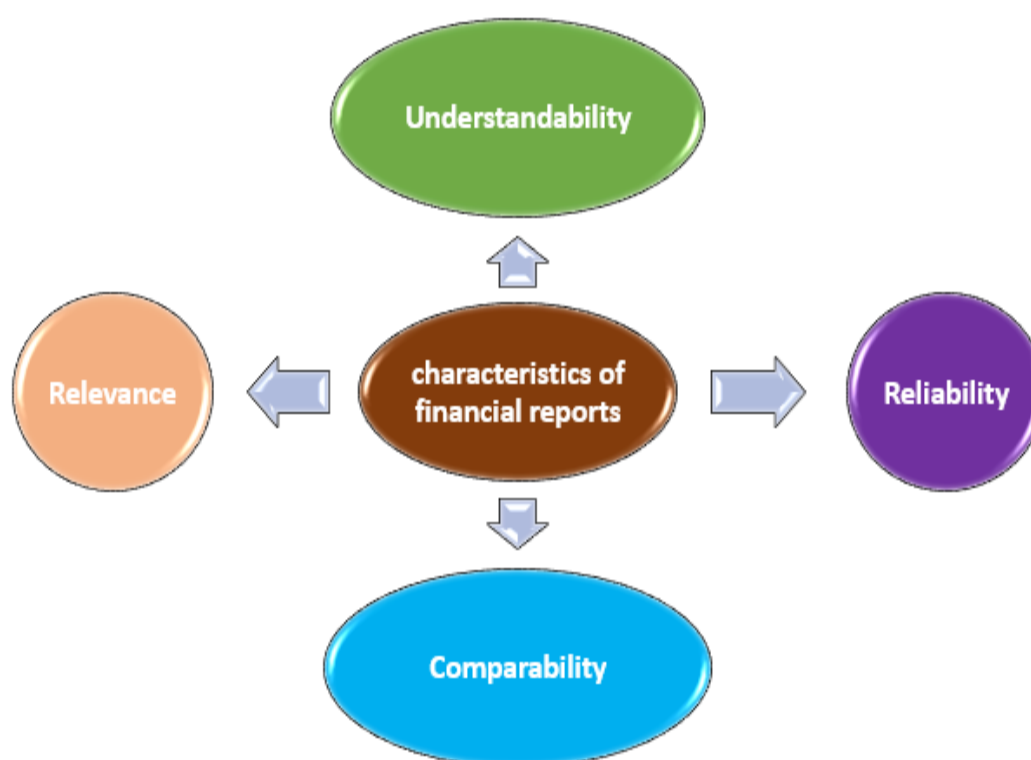 Understandability
Relevance
characteristics of
financial reports
Reliability
Comparability